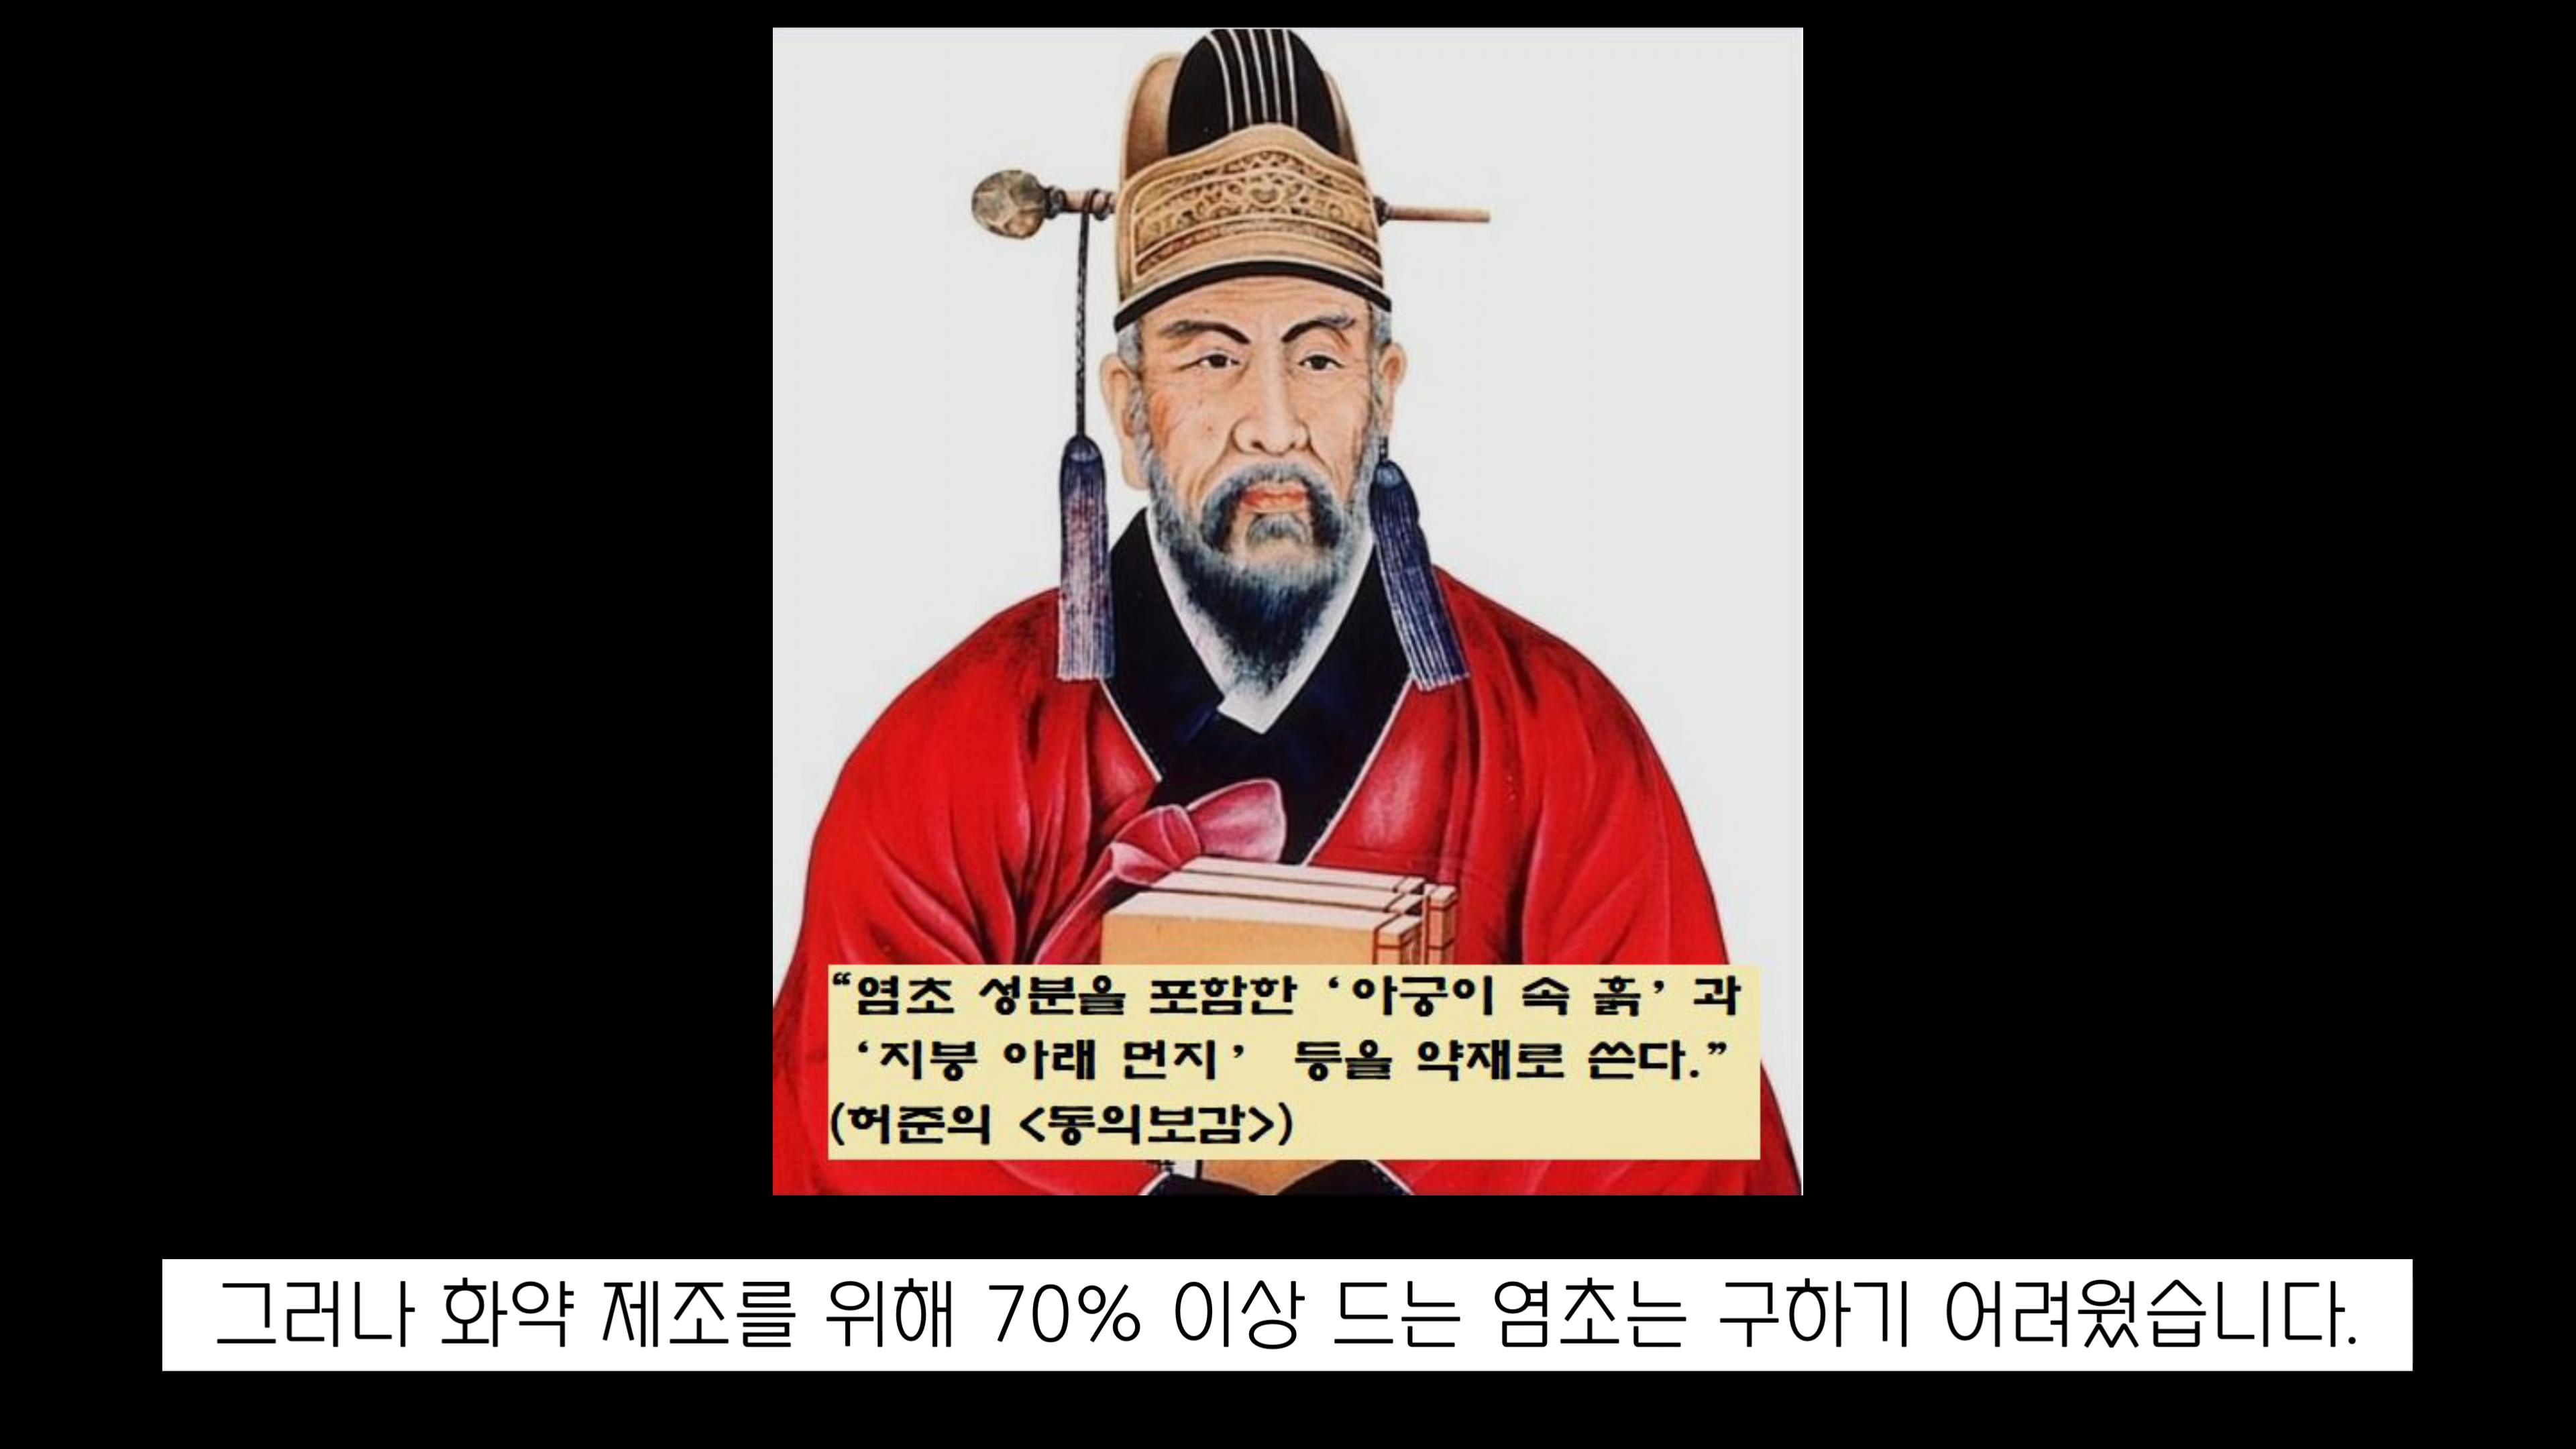 “염초 성분을 포함한 ‘아궁이 속 흙’ 과
‘지붕 아래 먼지’ 등을 약재로 쓴다.”
(허준의 <동의보감>)
그러나 화약 제조를 위해 70% 이상 드는 염초는 구하기 어려웠습니다.